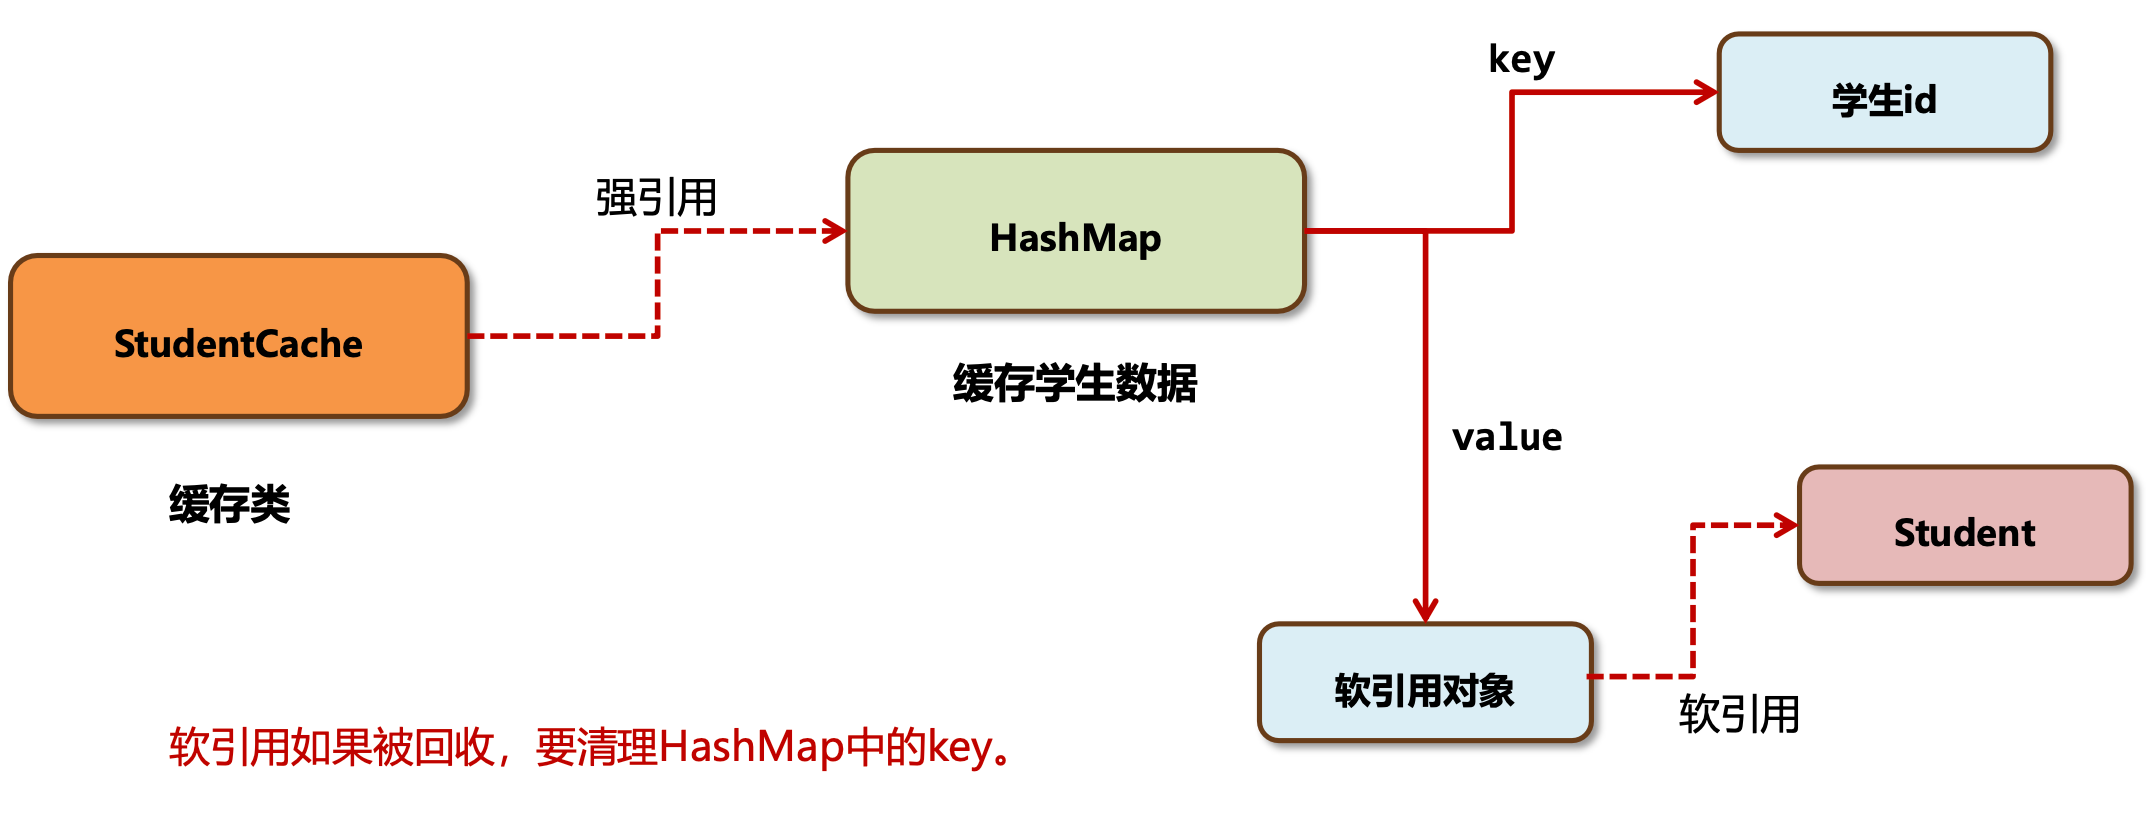 key
学生id
强引用
HashMap
StudentCache
缓存学生数据
value
缓存类
Student
软引用对象
软引用
软引用如果被回收，要清理HashMap中的key。